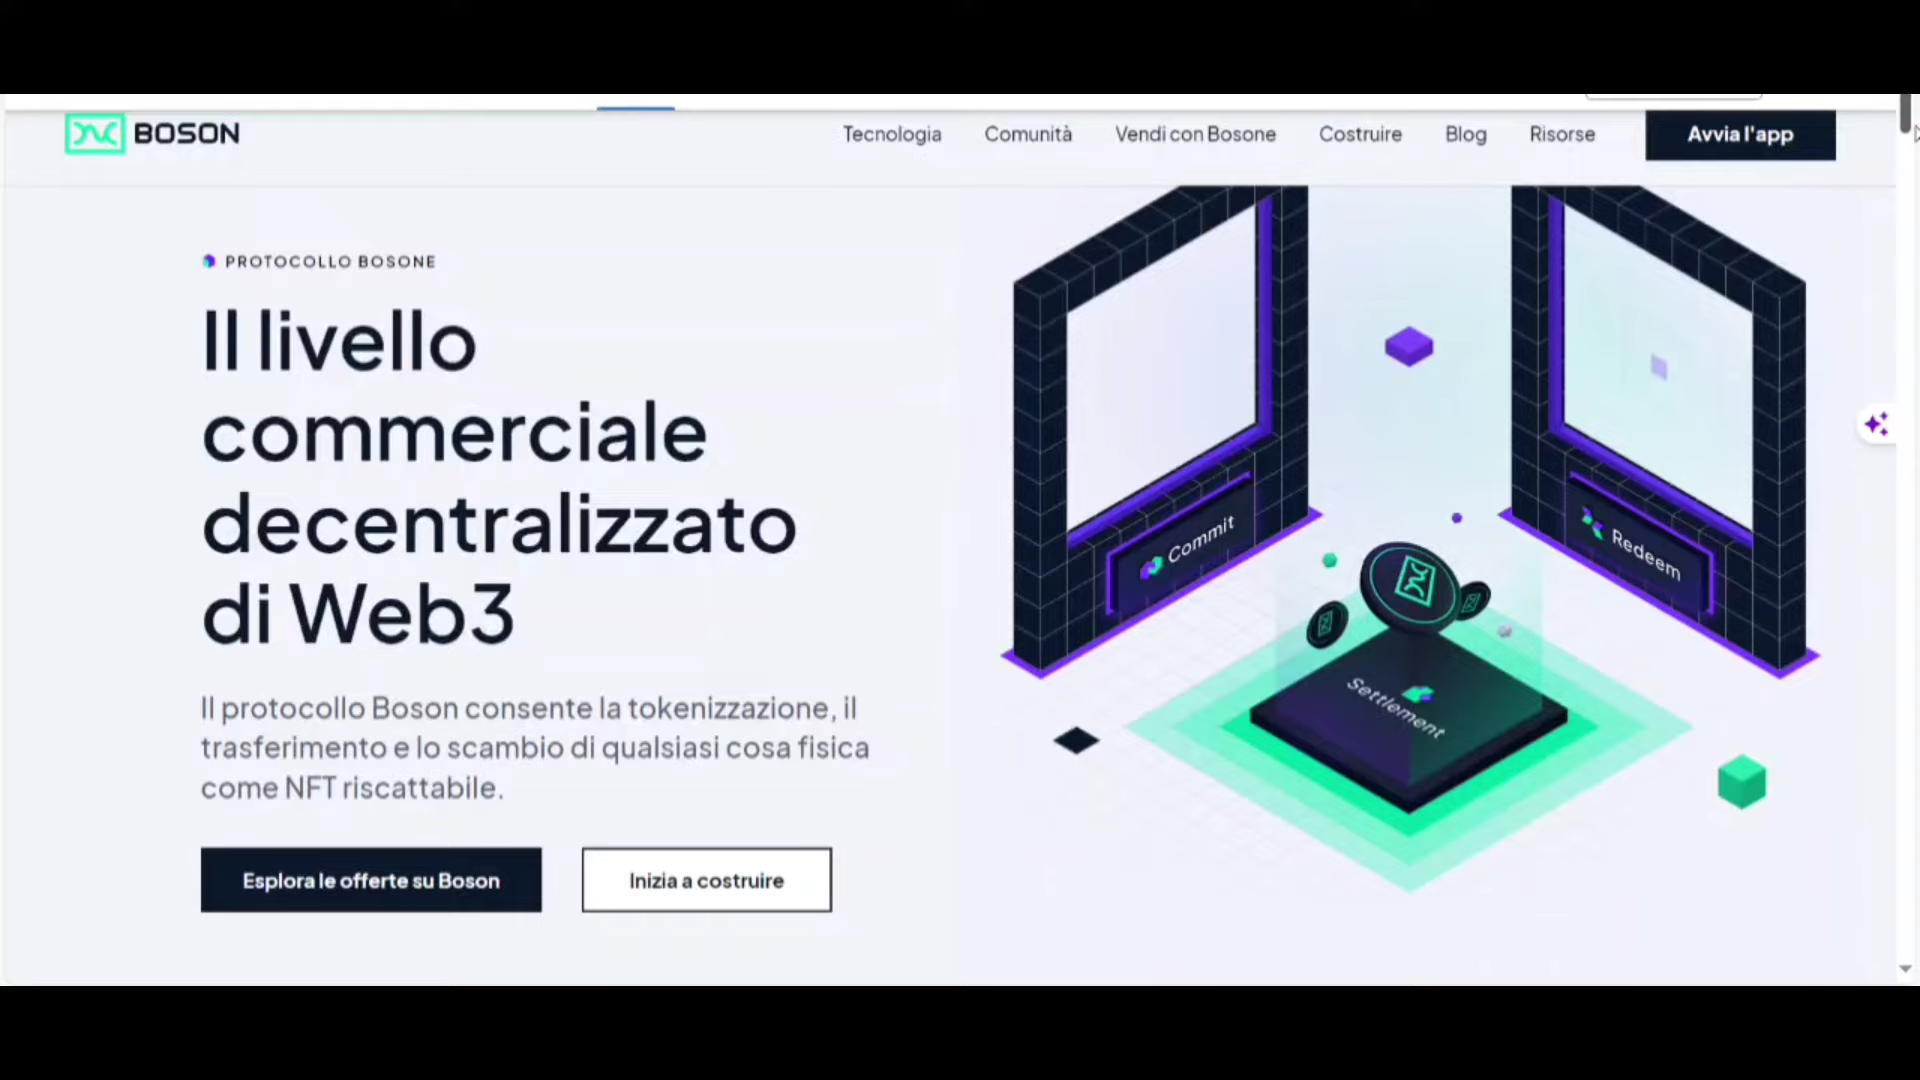 BOSON
Tecnologia
Comunità
Vendi con Bosone
Costruire
Blog
Risorse
Avvia l'app
PROTOCOLLO BOSONE
Il livello
commerciale
decentralizzato
di Web3
Il protocollo Boson consente la tokenizzazione, il
trasferimento e lo scambio di qualsiasi cosa fisica
come NFT riscattabile.
Esplora le offerte su Boson
Inizia a costruire
Commit
Redeem
Settlement